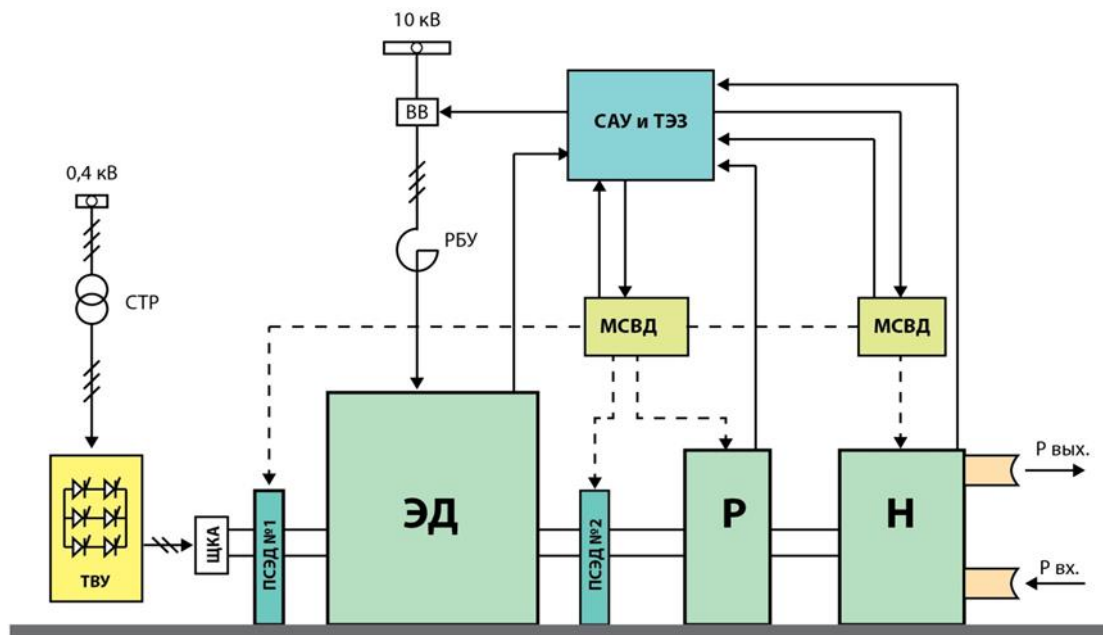 10 кВ
ВВ
САУ и ТЭЗ
0,4 кВ
РБУ
СТР
МСВД
МСВД
ЭД
Р
Н
Р вых.
Р вх.
ТВУ
ЩКА
ПСЭД №1
ПСЭД №2